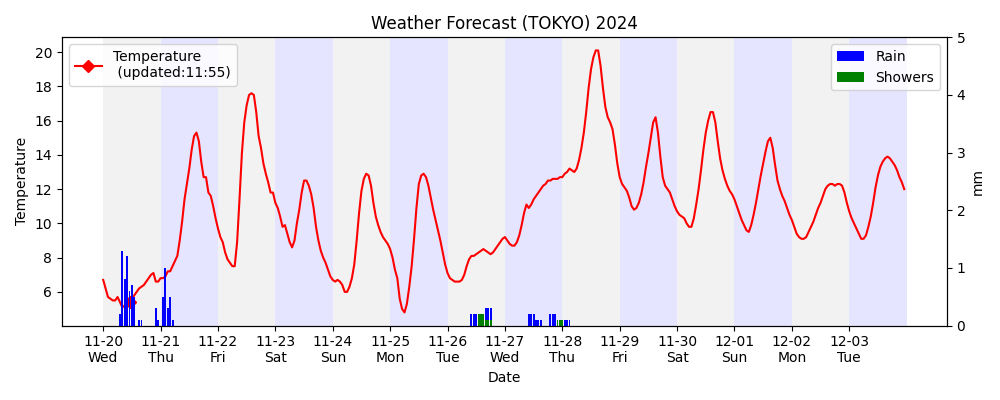 Weather Forecast (TOKYO) 2024
Temperature
(updated:11:55)
Rain
Showers
Temperature
20
18
16
14
12
10
8
6
5
4
3
2
1
0
mm
11-20 11-21 11-22 11-23 11-24 11-25 11-26 11-27 11-28 11-29 11-30 12-01 12-02 12-03
Wed Thu Fri Sat Sun Mon Tue Wed Thu Fri Sat Sun Mon Tue
Date